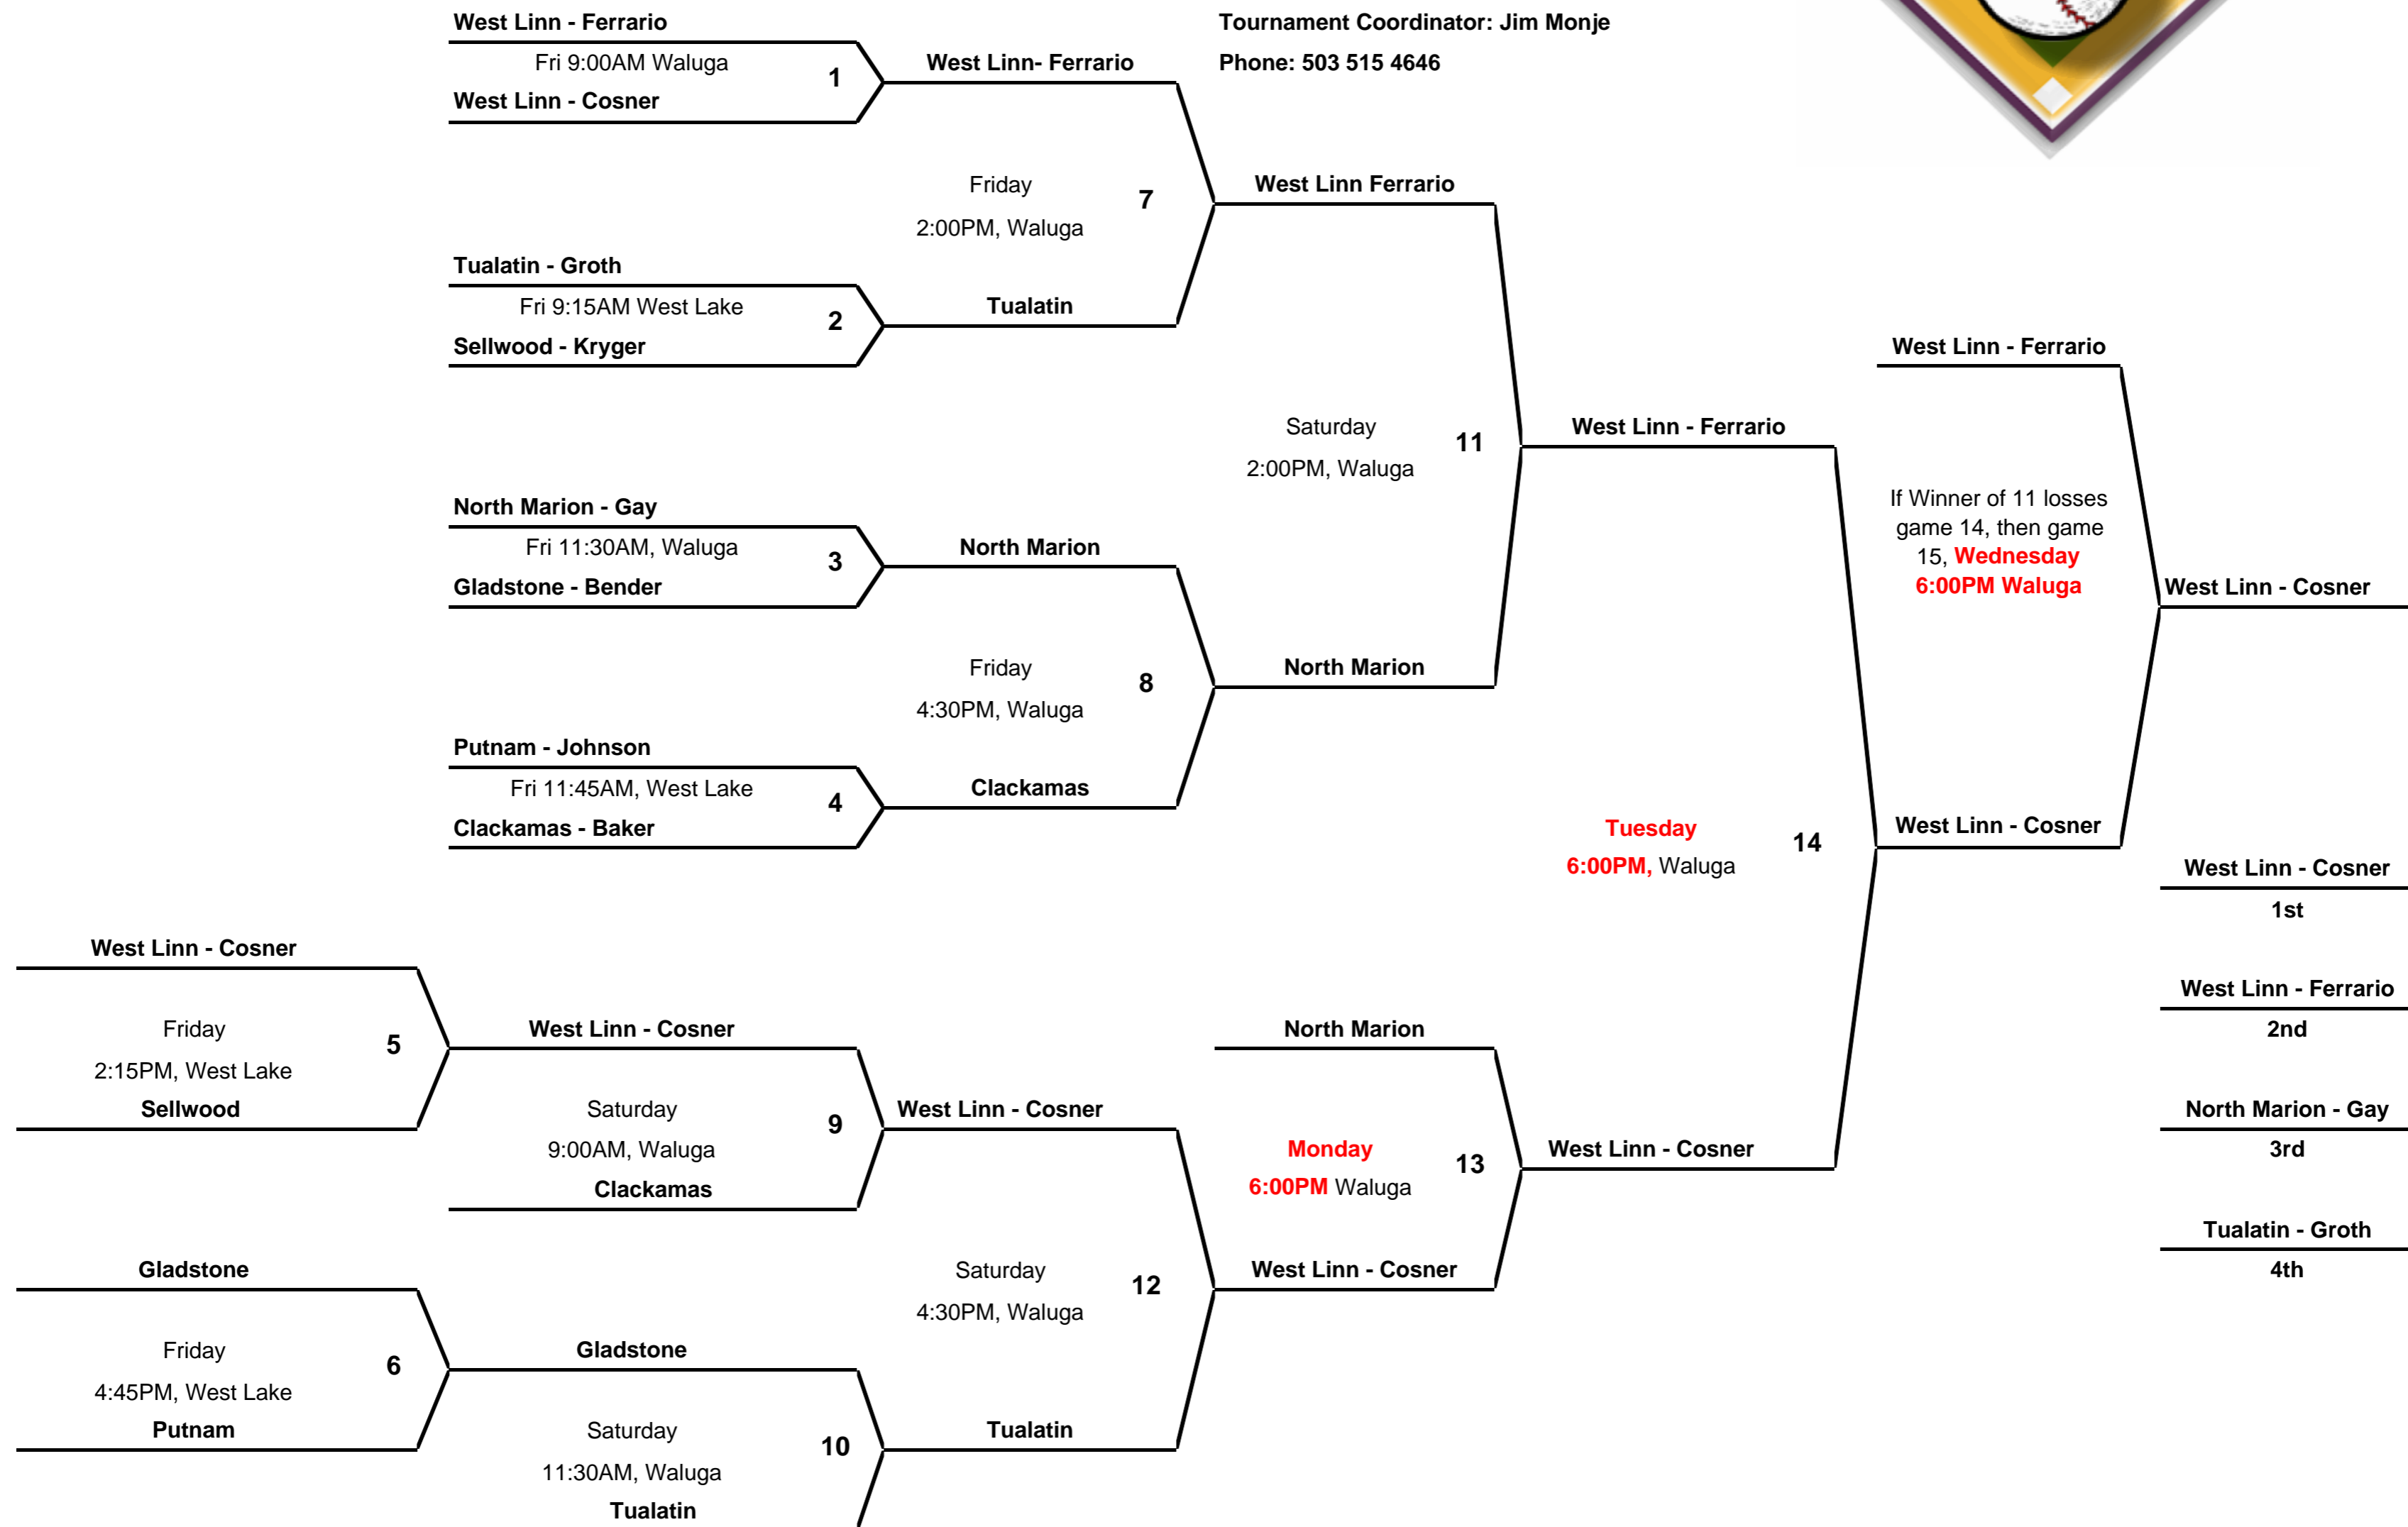 West Linn - Ferrario
Tournament Coordinator: Jim Monje
Fri 9:00AM Waluga
1
West Linn- Ferrario
Phone: 503 515 4646
West Linn - Cosner
Friday
7
West Linn Ferrario
2:00PM, Waluga
Tualatin - Groth
Fri 9:15AM West Lake
2
Tualatin
Sellwood - Kryger
West Linn - Ferrario
Saturday
11
West Linn - Ferrario
2:00PM, Waluga
North Marion - Gay
Fri 11:30AM, Waluga
3
North Marion
Gladstone - Bender
If Winner of 11 losses
game 14, then game
15, Wednesday
6:00PM Waluga
West Linn - Cosner
Friday
8
North Marion
4:30PM, Waluga
Putnam - Johnson
Fri 11:45AM, West Lake
4
Clackamas
Clackamas - Baker
Tuesday
14
West Linn - Cosner
6:00PM, Waluga
West Linn - Cosner
1st
West Linn - Cosner
West Linn - Ferrario
2nd
Friday
5
West Linn - Cosner
North Marion
2:15PM, West Lake
Sellwood
Saturday
9
West Linn - Cosner
9:00AM, Waluga
Clackamas
Monday
13
West Linn - Cosner
6:00PM Waluga
North Marion - Gay
3rd
Tualatin - Groth
4th
Gladstone
Saturday
12
West Linn - Cosner
4:30PM, Waluga
Friday
6
Gladstone
4:45PM, West Lake
Putnam
Saturday
10
Tualatin
11:30AM, Waluga
Tualatin